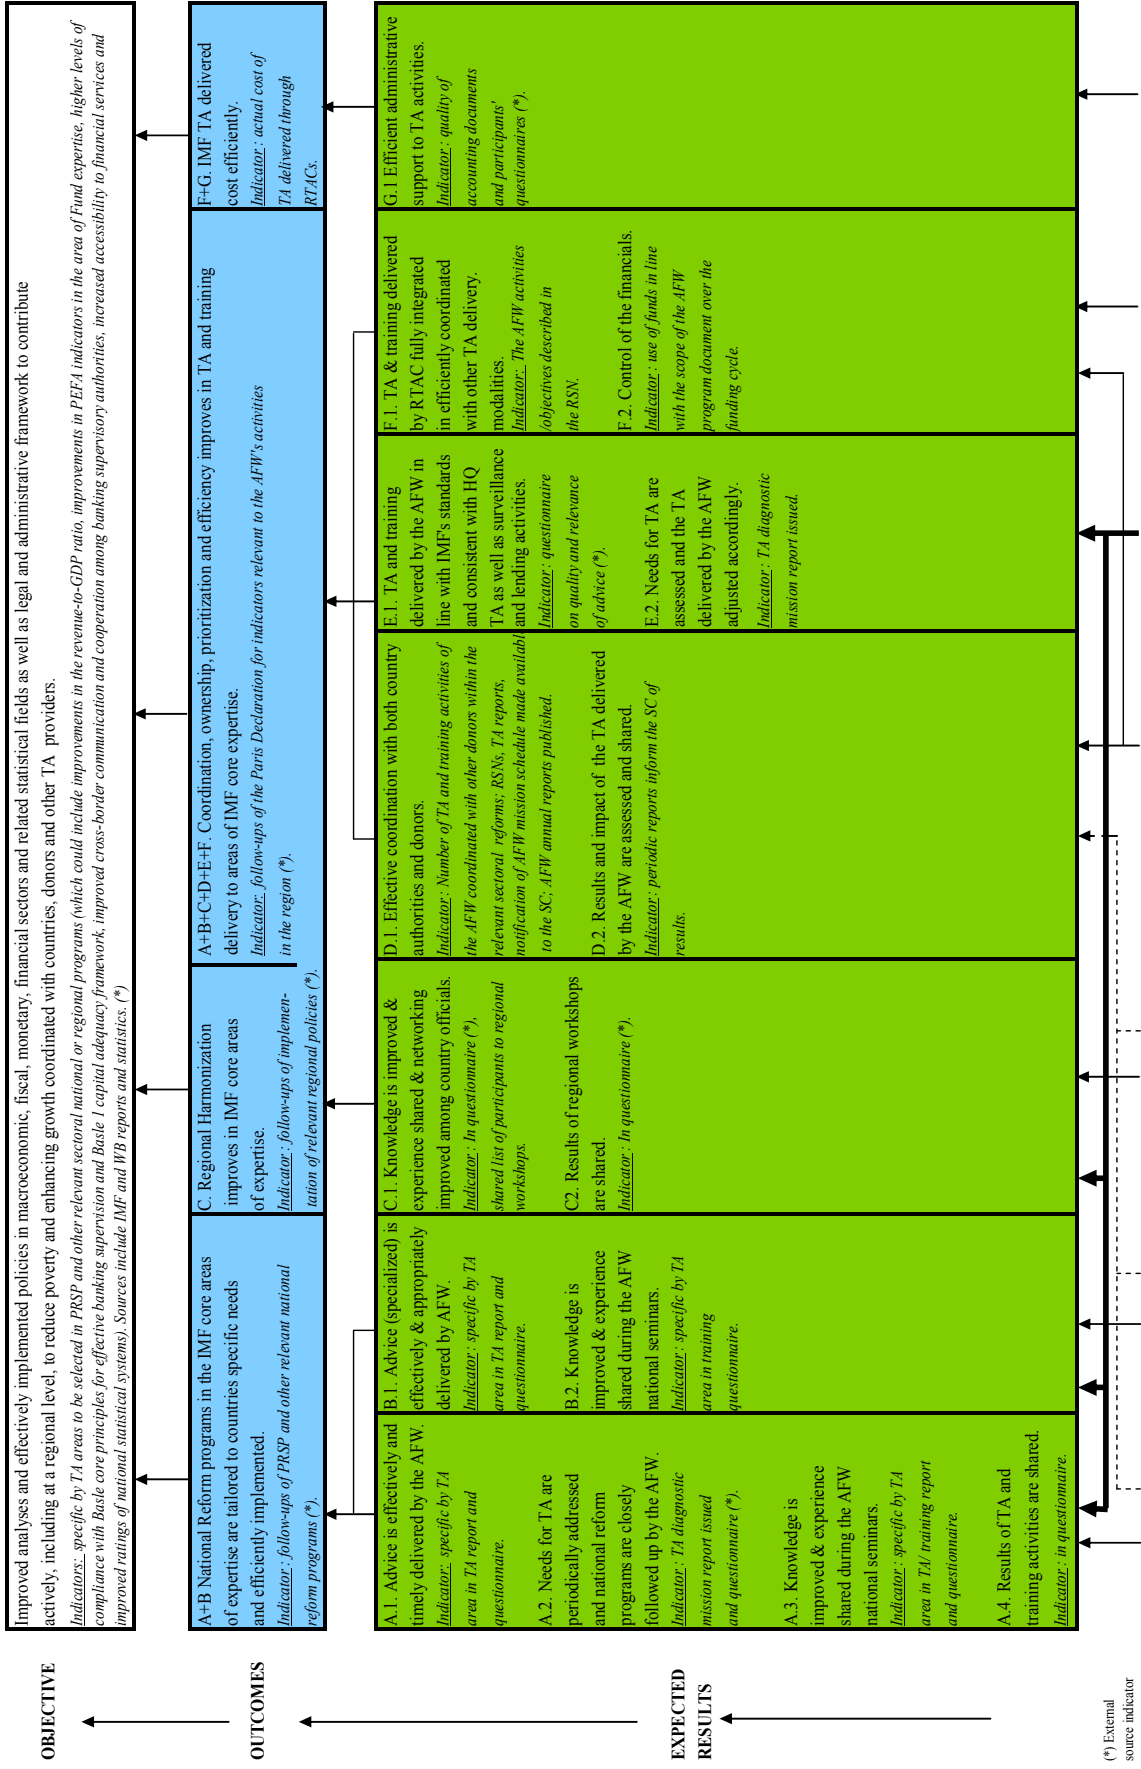 OBJECTIVE
Improved analyses and effectively implemented policies in macroeconomic, fiscal, monetary, financial sectors and related statistical fields as well as legal and administrative framework to contribute
actively, including at a regional level, to reduce poverty and enhancing growth coordinated with countries, donors and other TA providers.
Indicators: specific by TA areas to be selected in PRSP and other relevant sectoral national or regional programs (which could include improvements in the revenue-to-GDP ratio, improvements in PEFA indicators in the area of Fund expertise, higher levels of
compliance with Basle core principles for effective banking supervision and Basle 1 capital adequacy framework, improved cross-border communication and cooperation among banking supervisory authorities, increased accessibility to financial services and
improved ratings of national statistical systems). Sources include IMF and WB reports and statistics. (*)
OUTCOMES
A+B National Reform programs in the IMF core areas
of expertise are tailored to countries specific needs
and efficiently implemented.
Indicator : follow-ups of PRSP and other relevant national
reform programs (*).
C. Regional Harmonization
improves in IMF core areas
of expertise.
Indicator : follow-ups of implemen-
tation of relevant regional policies (*).
A+B+C+D+E+F. Coordination, ownership, prioritization and efficiency improves in TA and training
delivery to areas of IMF core expertise.
Indicator: follow-ups of the Paris Declaration for indicators relevant to the AFW's activities
in the region (*).
F+G. IMF TA delivered
cost efficiently.
Indicator : actual cost of
TA delivered through
RTACs.
EXPECTED
RESULTS
A.1. Advice is effectively and
timely delivered by the AFW.
Indicator: specific by TA
area in TA report and
questionnaire.
A.2. Needs for TA are
periodically addressed
and national reform
programs are closely
followed up by the AFW.
Indicator : TA diagnostic
mission report issued
and questionnaire (*).
A.3. Knowledge is
improved & experience
shared during the AFW
national seminars.
Indicator : specific by TA
area in TA/ training report
and questionnaire.
A.4. Results of TA and
training activities are shared.
Indicator : in questionnaire.
B.1. Advice (specialized) is
effectively & appropriately
delivered by AFW.
Indicator : specific by TA
area in TA report and
questionnaire.
B.2. Knowledge is
improved & experience
shared during the AFW
national seminars.
Indicator : specific by TA
area in training
questionnaire.
C.1. Knowledge is improved &
experience shared & networking
improved among country officials.
Indicator : In questionnaire (*),
shared list of participants to regional
workshops.
C2. Results of regional workshops
are shared.
Indicator : In questionnaire (*).
D.1. Effective coordination with both country
authorities and donors.
Indicator : Number of TA and training activities of
the AFW coordinated with other donors within the
relevant sectoral reforms; RSNs, TA reports,
notification of AFW mission schedule made availabl
to the SC; AFW annual reports published.
D.2. Results and impact of the TA delivered
by the AFW are assessed and shared.
Indicator : periodic reports inform the SC of
results.
E.1. TA and training
delivered by the AFW in
line with IMF's standards
and consistent with HQ
TA as well as surveillance
and lending activities.
Indicator : questionnaire
on quality and relevance
of advice (*).
E.2. Needs for TA are
assessed and the TA
delivered by the AFW
adjusted accordingly.
Indicator : TA diagnostic
mission report issued.
F.1. TA & training delivered
by RTAC fully integrated
in efficiently coordinated
with other TA delivery.
modalities.
Indicator: The AFW activities
/objectives described in
the RSN.
F.2. Control of the financials.
Indicator : use of funds in line
with the scope of the AFW
program document over the
funding cycle.
G.1 Efficient administrative
support to TA activities.
Indicator : quality of
accounting documents
and participants'
questionnaires (*).
(*) External
source indicator